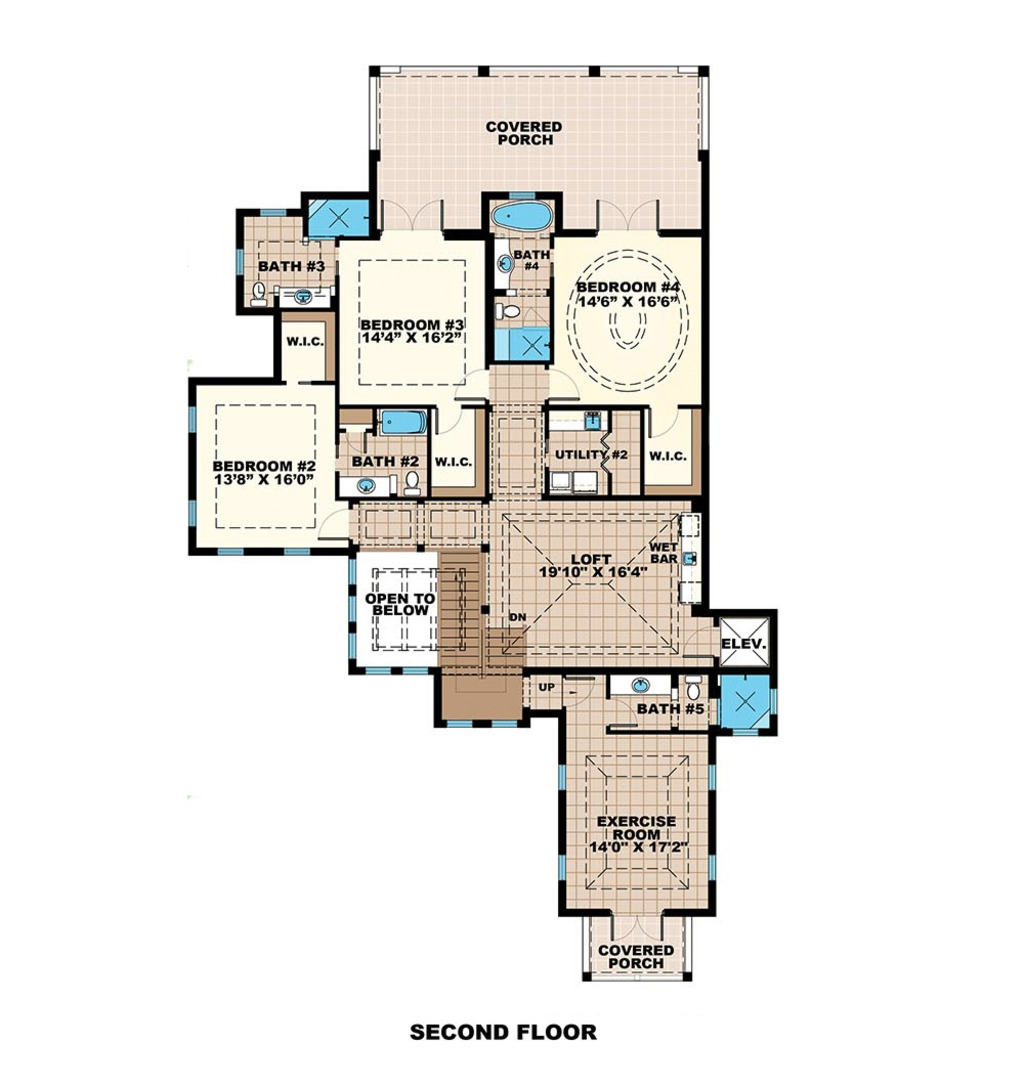 COVERED
PORCH
BATH #3
BATH
#4
BEDROOM #4
14'6" X 16'6"
BEDROOM #3
14'4" X 16'2"
W.I.C.
BEDROOM #2
13'8" X 16'0"
BATH #2
W.I.C.
UTILITY #2
W.I.C.
LOFT
19'10" X 16'4"
WET
BAR
OPEN TO
BELOW
DN
ELEV.
UP
BATH #5
EXERCISE
ROOM
14'0" X 17'2"
COVERED
PORCH
SECOND FLOOR